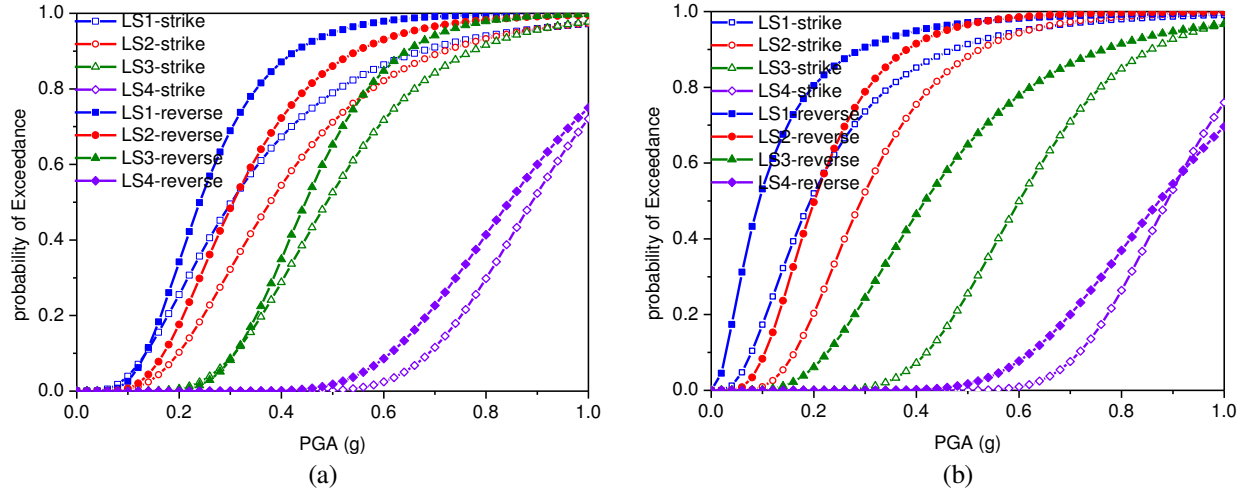 LS1-strike
LS2-strike
LS3-strike
LS4-strike
LS1-reverse
LS2-reverse
LS3-reverse
LS4-reverse
probability of Exceedance
1.0
0.8
0.6
0.4
0.2
0.0
0.0 0.2 0.4 0.6 0.8 1.0
PGA (g)
(a)
LS1-strike
LS2-strike
LS3-strike
LS4-strike
LS1-reverse
LS2-reverse
LS3-reverse
LS4-reverse
probability of Exceedance
1.0
0.8
0.6
0.4
0.2
0.0
0.0 0.2 0.4 0.6 0.8 1.0
PGA (g)
(b)